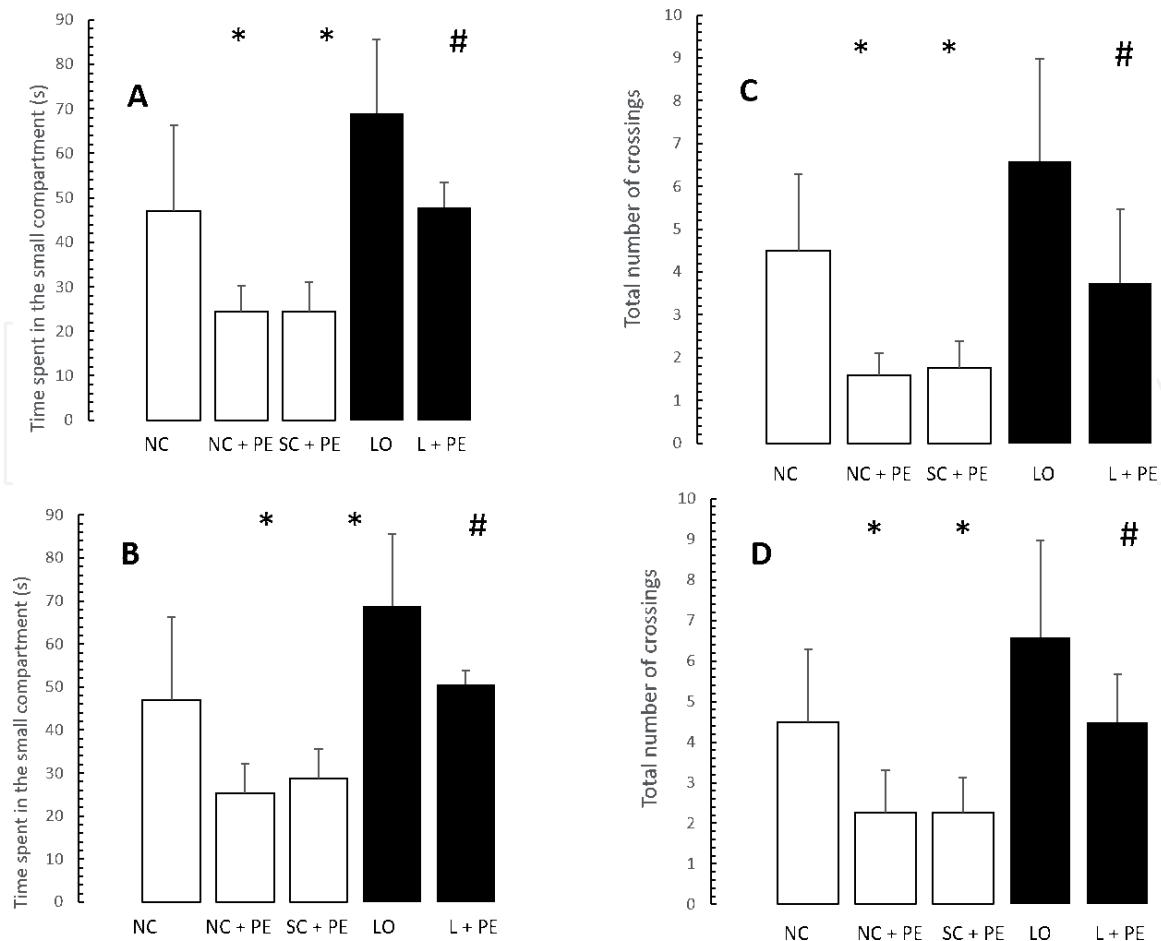 Time spent in the small compartment (s)
90
80
70
60
50
40
30
20
10
0
A
*
*
#
NC
NC + PE
SC + PE
LO
L + PE
Total number of crossings
10
9
8
7
6
5
4
3
2
1
0
C
*
*
#
NC
NC + PE
SC + PE
LO
L + PE
Time spent in the small compartment (s)
90
80
70
60
50
40
30
20
10
0
B
*
*
#
NC
NC + PE
SC + PE
LO
L + PE
Total number of crossings
10
9
8
7
6
5
4
3
2
1
0
D
*
*
#
NC
NC + PE
SC + PE
LO
L + PE